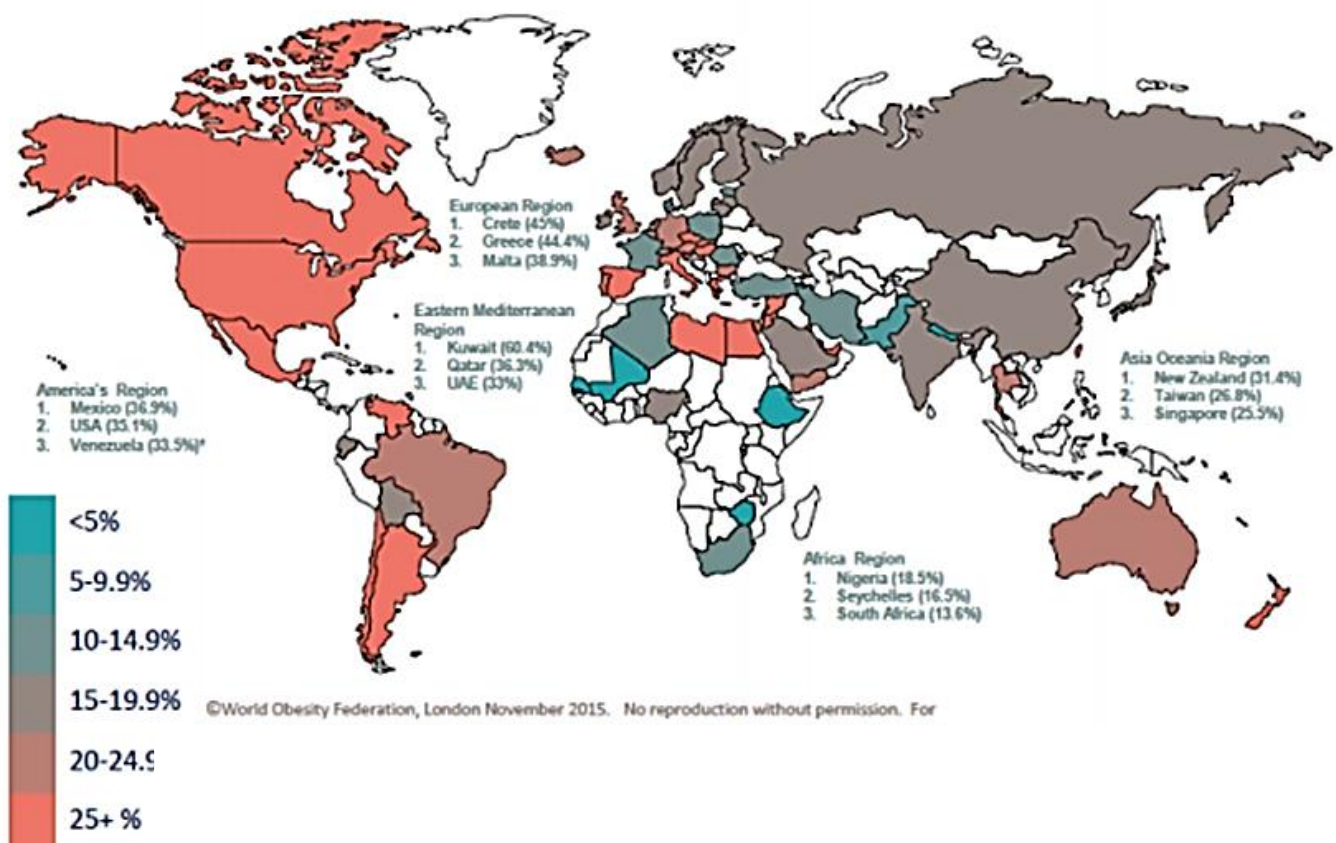 European Region
1. Crete (45%)
2. Greece (44.4%)
3. Malta (38.9%)
Eastern Mediterranean
Region
1. Kuwait (60.4%)
2. Qatar (36.3%)
3. UAE (33%)
America's Region
1. Mexico (36.9%)
2. USA (35.1%)
3. Venezuela (33.5%)*
Asia Oceania Region
1. New Zealand (31.4%)
2. Taiwan (26.8%)
3. Singapore (25.5%)
Africa Region
1. Nigeria (18.5%)
2. Seychelles (16.5%)
3. South Africa (13.6%)
<5%
5-9.9%
10-14.9%
15-19.9%
20-24.9
25+ %
©World Obesity Federation, London November 2015. No reproduction without permission. For